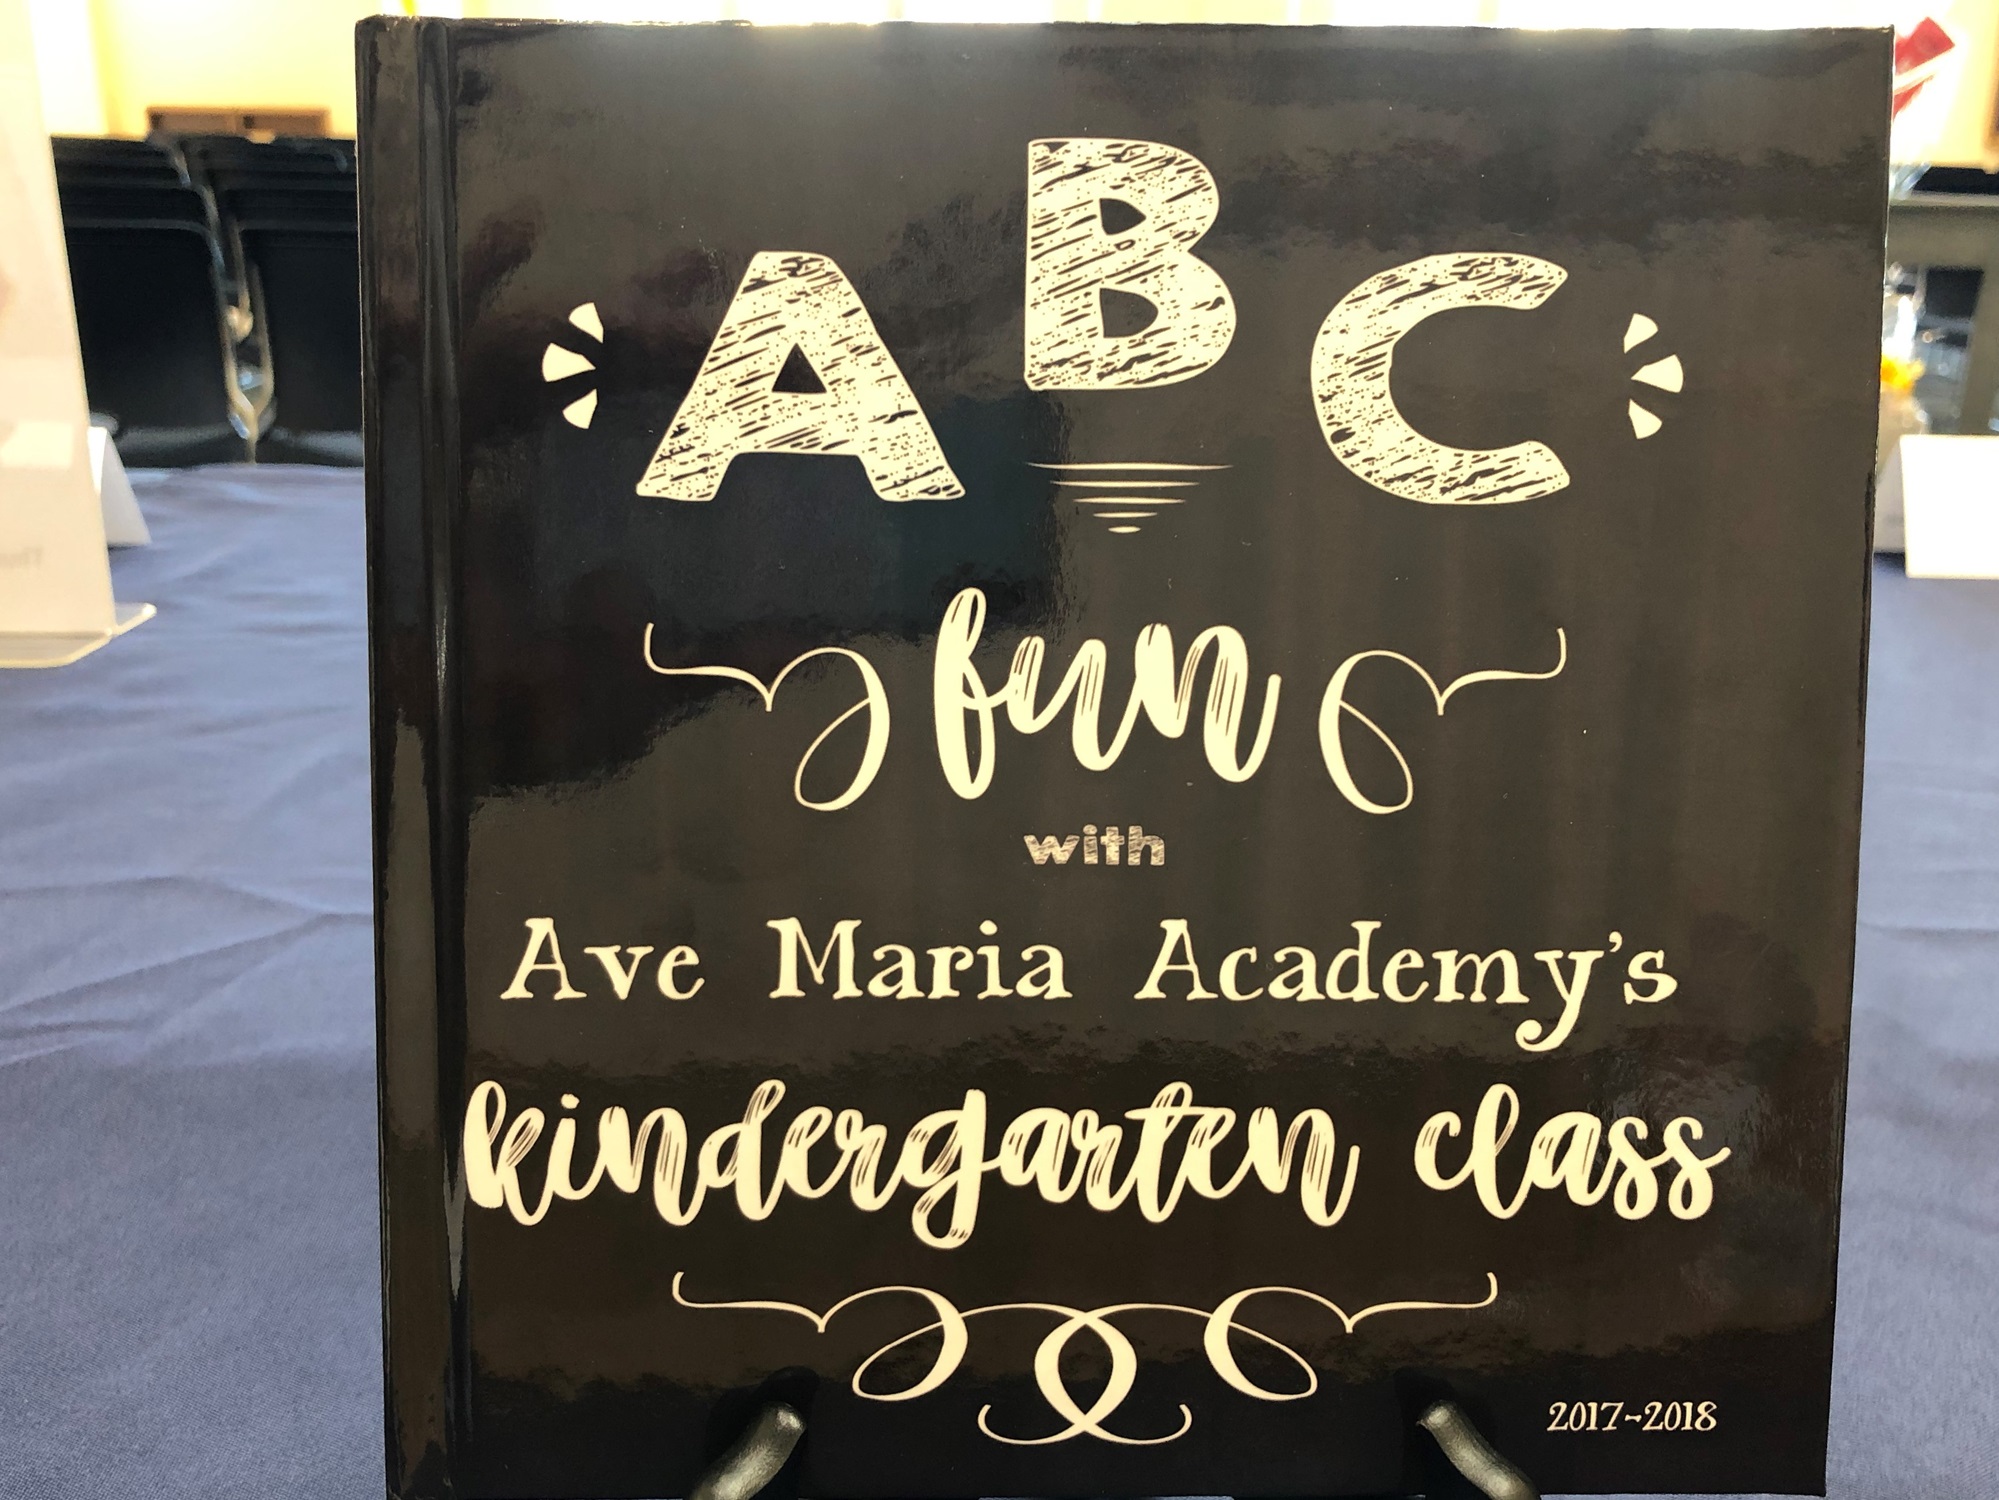 ABC
fun
with
Ave Maria Academy's
kindergarten class
2017-2018